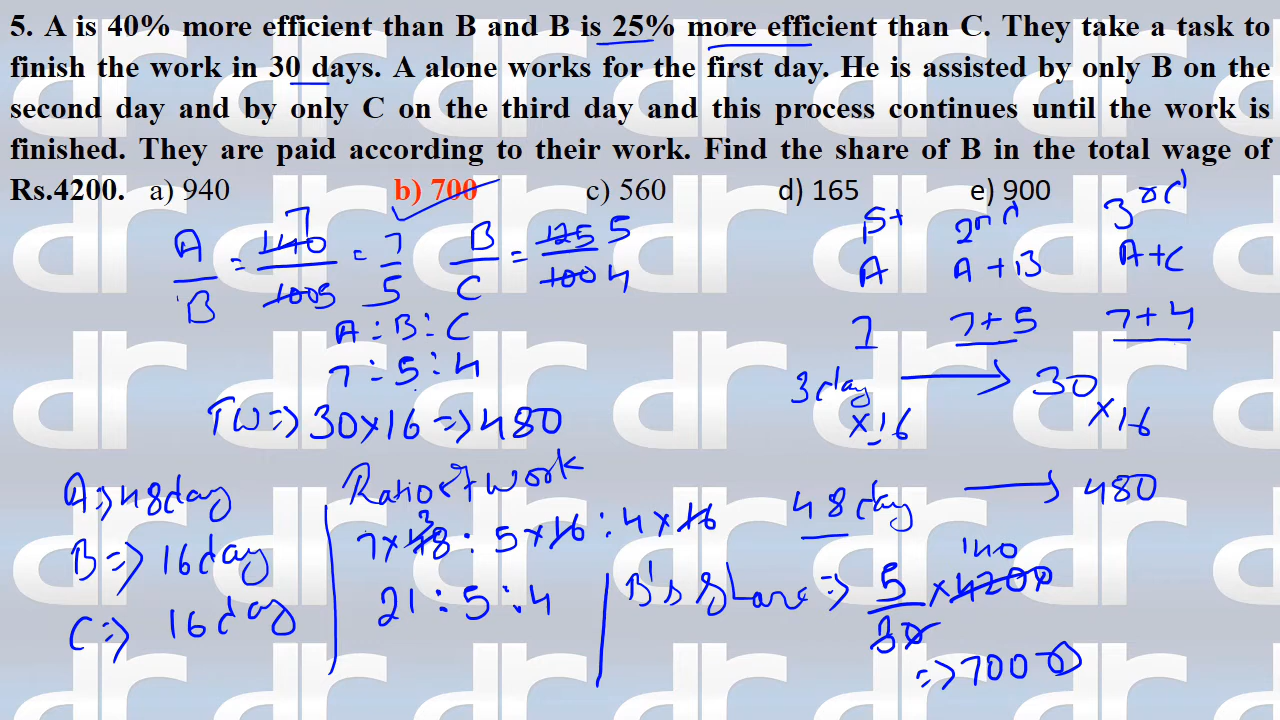 5. A is 40% more efficient than B and B is 25% more efficient than C. They take a task to
finish the work in 30 days. A alone works for the first day. He is assisted by only B on the
second day and by only C on the third day and this process continues until the work is
finished. They are paid according to their work. Find the share of B in the total wage of
Rs.4200. a) 940 b) 700 c) 560 d) 165 e) 900
A/B = 140/100 = 7/5 B/C = 125/100 5/4
7 5
A : B : C
7 : 5 : 4
TW => 30×16 => 480
1st 2nd 3rd
A A+B A+C
7 7+5 7+4
3 day → 30
×16 ×16
48 day → 480
A => 48 day
B => 16 day
C => 16 day
Ratio of work
7×48 : 5×16 : 4×16
3
21 : 5 : 4
B's Share => 5/30 × 4200
140
=> 700